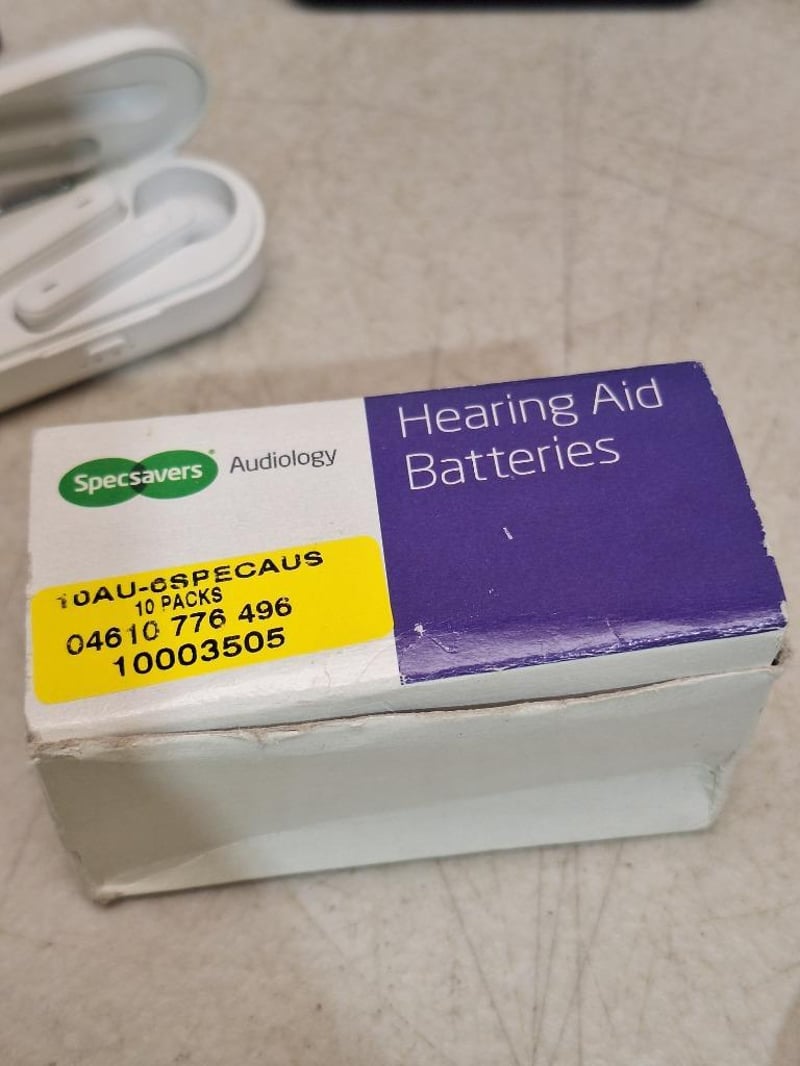 Specsavers Audiology
Hearing Aid
Batteries
10AU-6SPECAUS
10 PACKS
04610 776 496
10003505